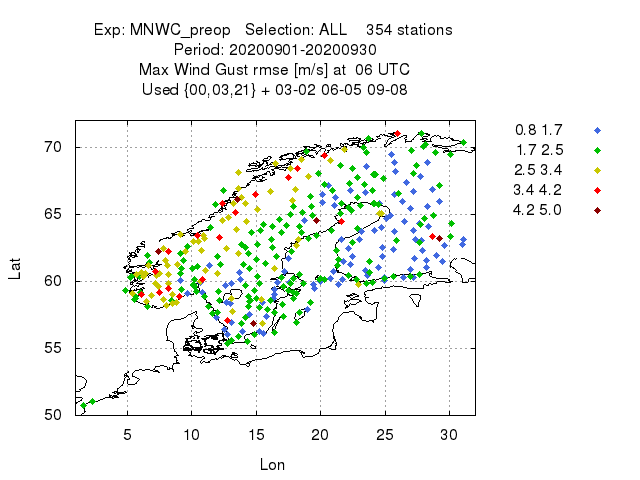 Exp: MNWC_preop   Selection: ALL    354 stations
Period: 20200901-20200930
Max Wind Gust rmse [m/s] at  06 UTC
Used {00,03,21} + 03-02 06-05 09-08
0.8 1.7
1.7 2.5
2.5 3.4
3.4 4.2
4.2 5.0
70
65
60
55
50
Lat
5 10 15 20 25 30
Lon